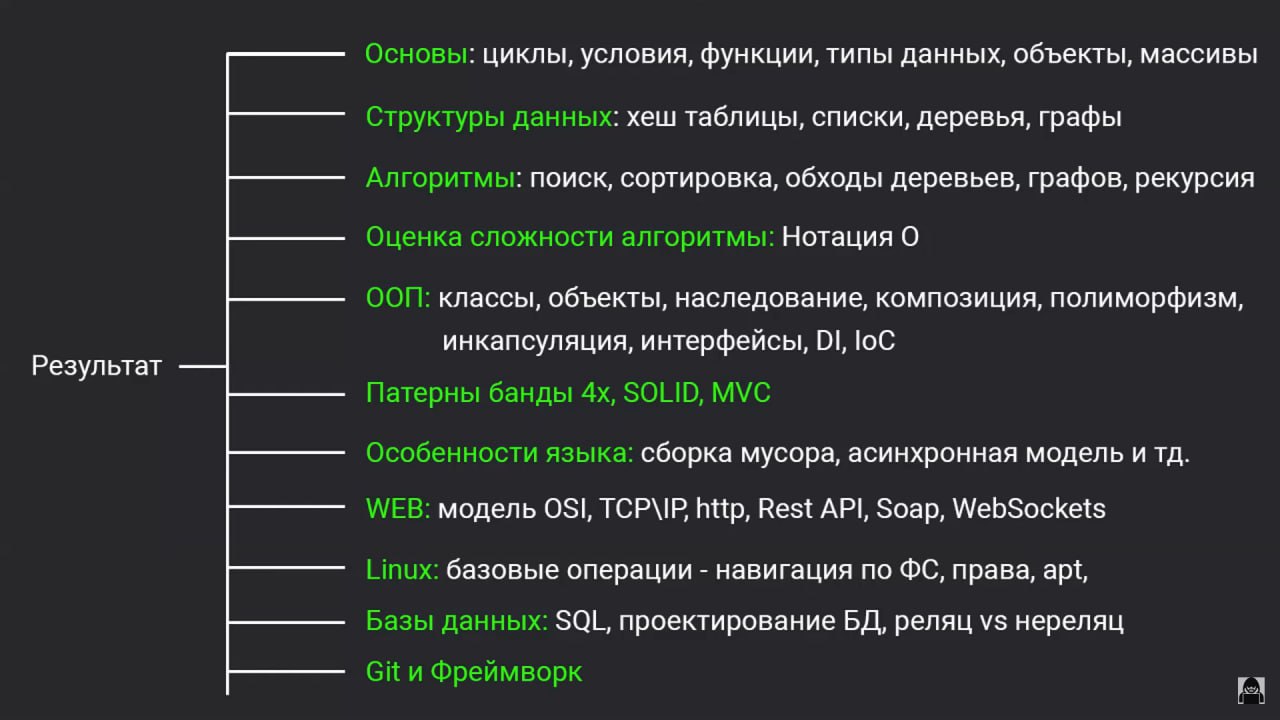 Основы: циклы, условия, функции, типы данных, объекты, массивы
Структуры данных: хеш таблицы, списки, деревья, графы
Алгоритмы: поиск, сортировка, обходы деревьев, графов, рекурсия
Оценка сложности алгоритмы: Нотация О
ООП: классы, объекты, наследование, композиция, полиморфизм,
инкапсуляция, интерфейсы, DI, IoC
Результат
Патерны банды 4х, SOLID, MVC
Особенности языка: сборка мусора, асинхронная модель и тд.
WEB: модель OSI, TCP\IP, http, Rest API, Soap, WebSockets
Linux: базовые операции - навигация по ФС, права, apt,
Базы данных: SQL, проектирование БД, реляц vs нереляц
Git и Фреймворк